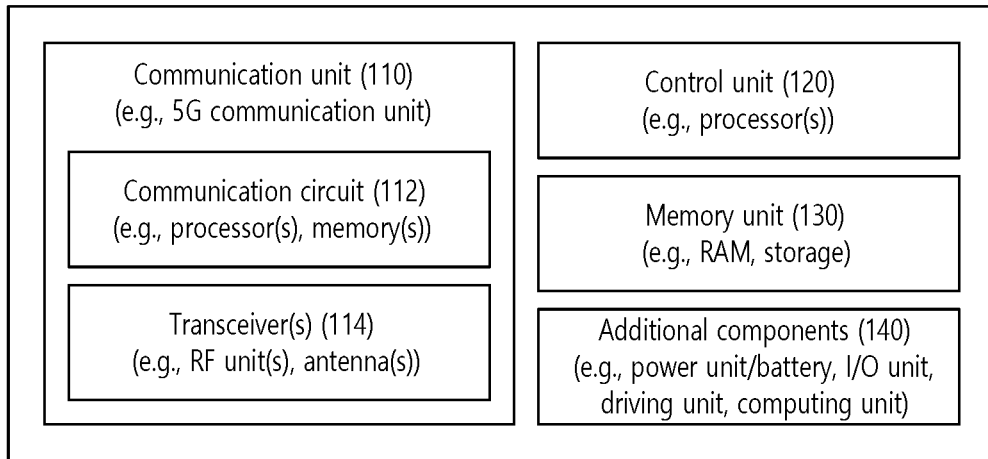 Communication unit (110)
(e.g., 5G communication unit)
Communication circuit (112)
(e.g., processor(s), memory(s))
Transceiver(s) (114)
(e.g., RF unit(s), antenna(s))
Control unit (120)
(e.g., processor(s))
Memory unit (130)
(e.g., RAM, storage)
Additional components (140)
(e.g., power unit/battery, I/O unit,
driving unit, computing unit)